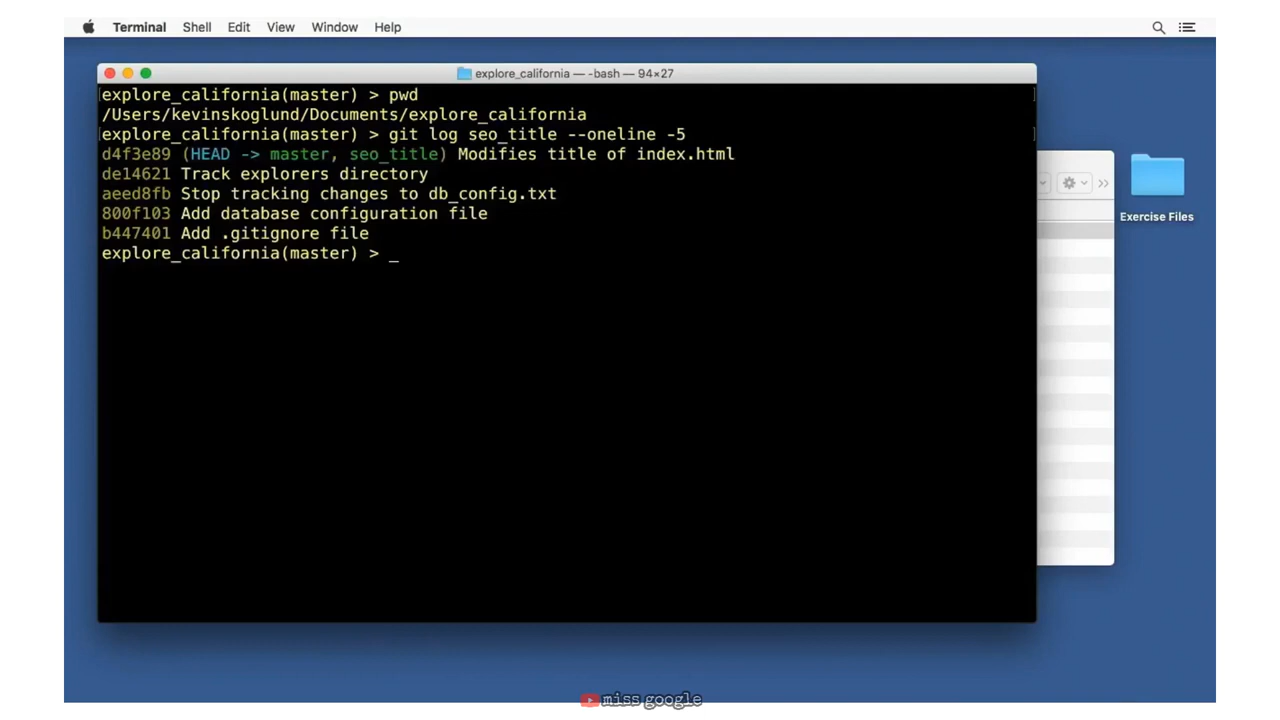 Terminal Shell Edit View Window Help
explore_california — -bash — 94×27
explore_california(master) > pwd
/Users/kevinskoglund/Documents/explore_california
explore_california(master) > git log seo_title --oneline -5
d4f3e89 (HEAD -> master, seo_title) Modifies title of index.html
de14621 Track explorers directory
aeed8fb Stop tracking changes to db_config.txt
800f103 Add database configuration file
b447401 Add .gitignore file
explore_california(master) > _
Exercise Files
miss google